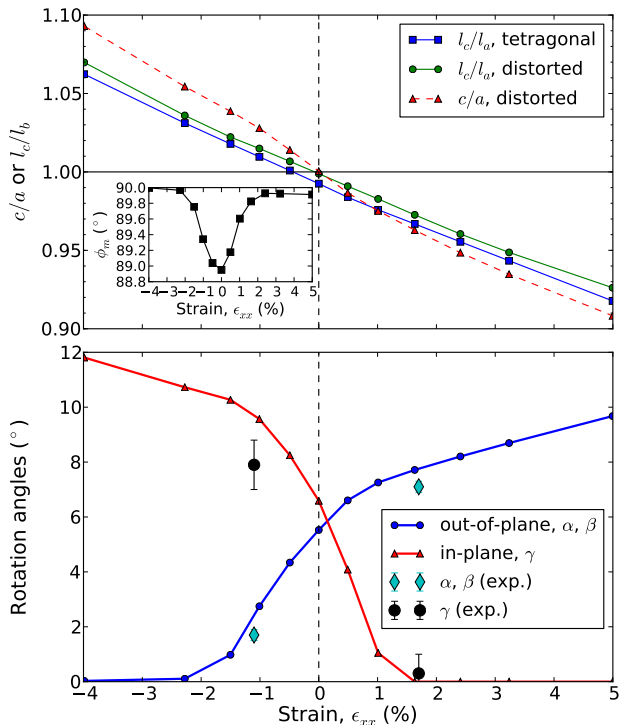 1.10
1.05
1.00
0.95
0.90
c/a or l_c/l_b
l_c/l_a, tetragonal
l_c/l_a, distorted
c/a, distorted
90.0
89.8
89.6
89.4
89.2
89.0
88.8
ϕ_m (°)
−4 −3 −2 −1 0 1 2 3 4 5
Strain, ϵ_xx (%)
12
10
8
6
4
2
0
Rotation angles (°)
out-of-plane, α, β
in-plane, γ
α, β (exp.)
γ (exp.)
−4 −3 −2 −1 0 1 2 3 4 5
Strain, ϵ_xx (%)